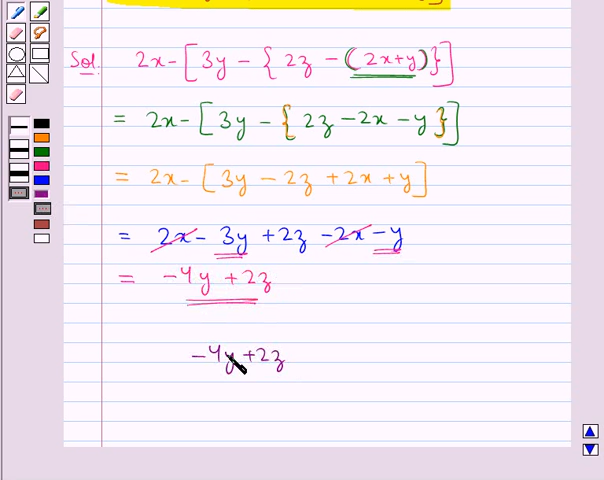 Sol. 2x - [3y - {2z - (2x+y)}]
= 2x - [3y - {2z - 2x - y}]
= 2x - [3y - 2z + 2x + y]
= 2x - 3y + 2z - 2x - y
= -4y + 2z
-4y + 2z